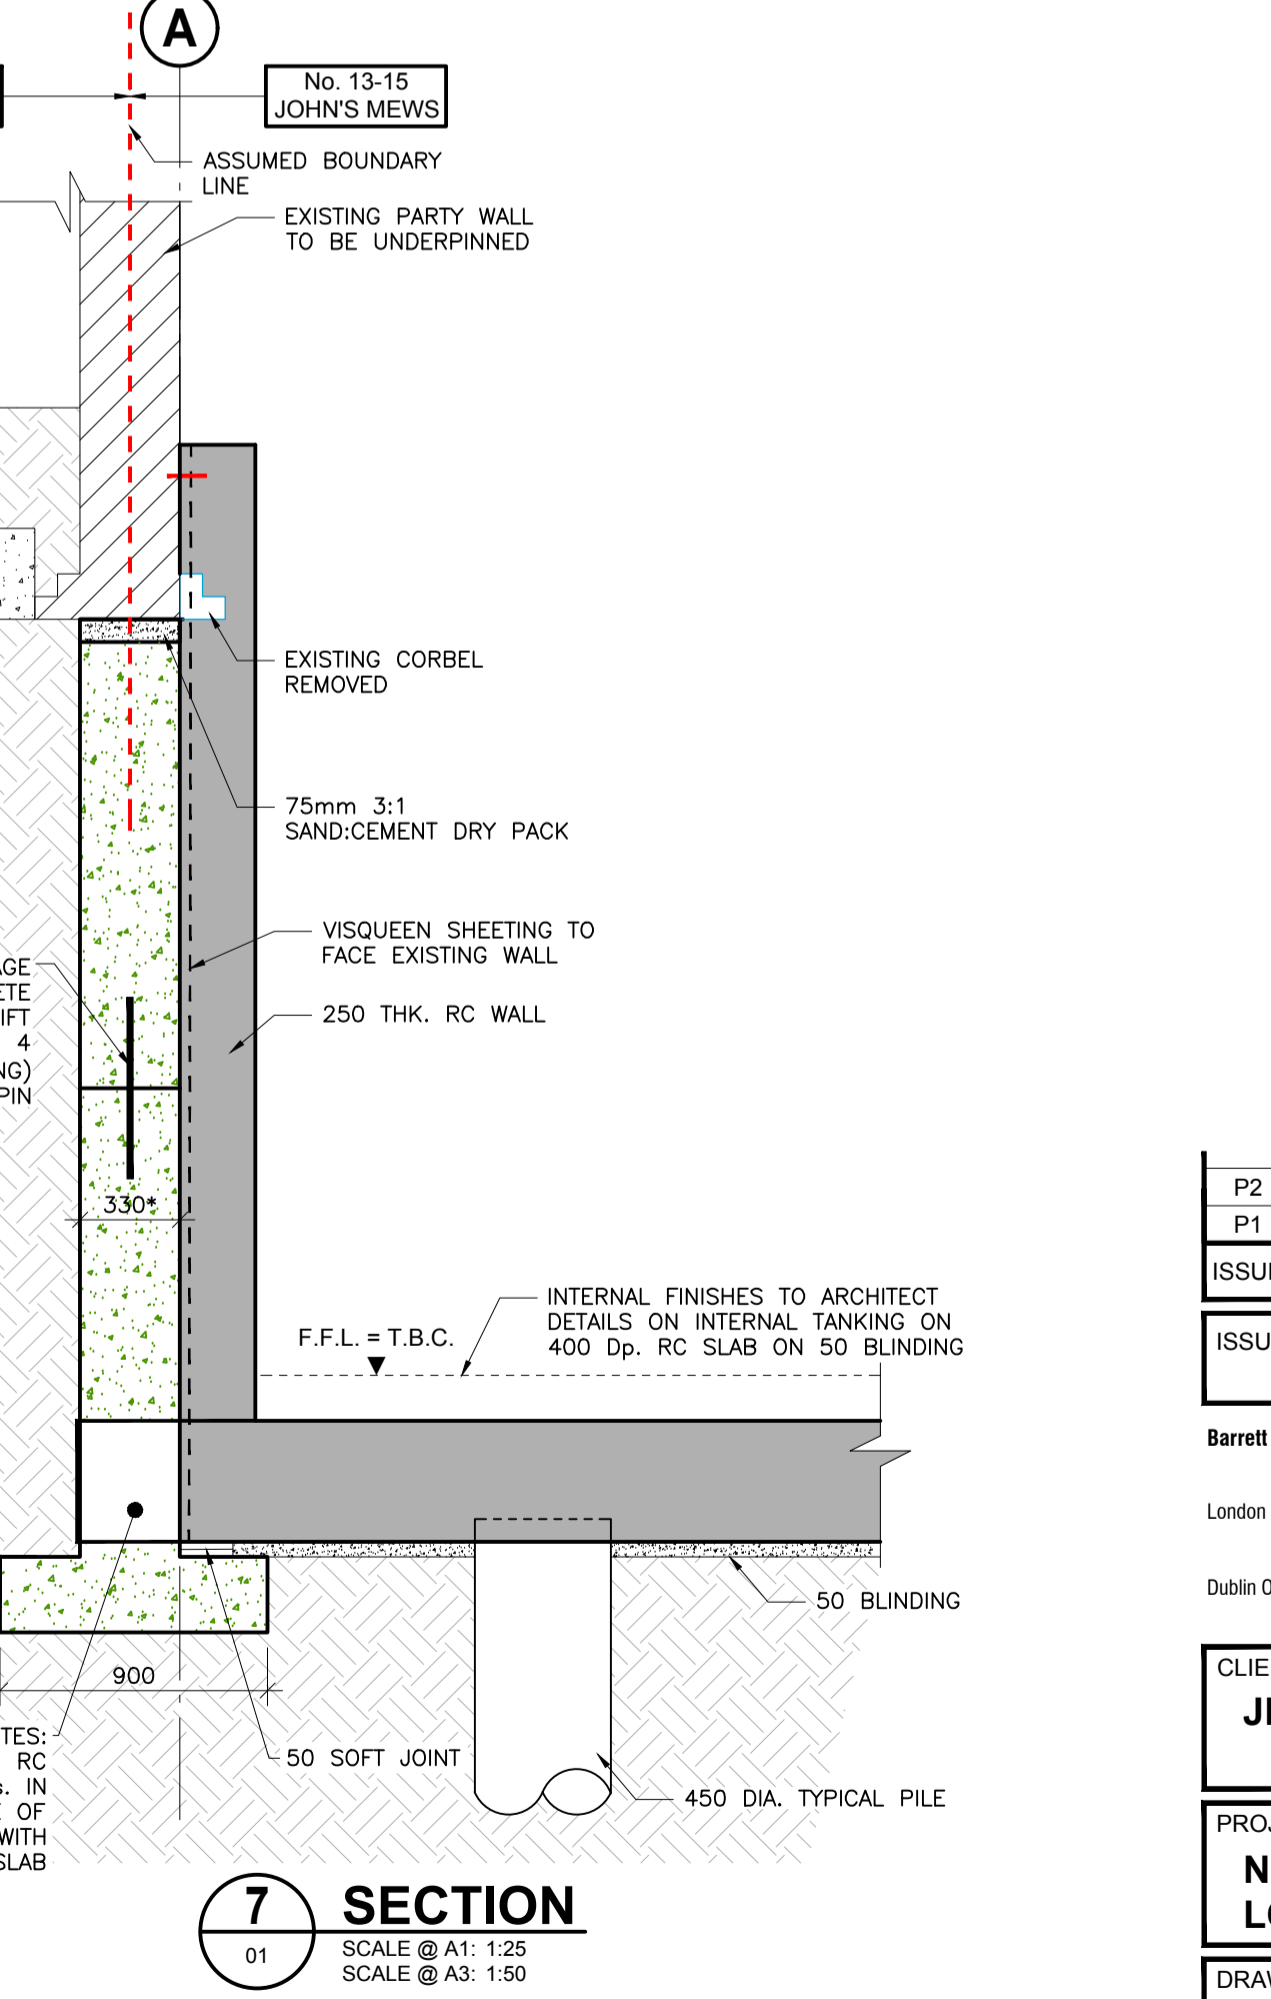 A
No. 13-15
JOHN'S MEWS
ASSUMED BOUNDARY
LINE
EXISTING PARTY WALL
TO BE UNDERPINNED
EXISTING CORBEL
REMOVED
75mm 3:1
SAND:CEMENT DRY PACK
VISQUEEN SHEETING TO
FACE EXISTING WALL
250 THK. RC WALL
4
PIN
330*
INTERNAL FINISHES TO ARCHITECT
DETAILS ON INTERNAL TANKING ON
400 Dp. RC SLAB ON 50 BLINDING
F.F.L. = T.B.C.
50 BLINDING
900
RC
IN
OF
WITH
SLAB
50 SOFT JOINT
450 DIA. TYPICAL PILE
7
01
SECTION
SCALE @ A1: 1:25
SCALE @ A3: 1:50
P2
P1
Barrett
London
Dublin